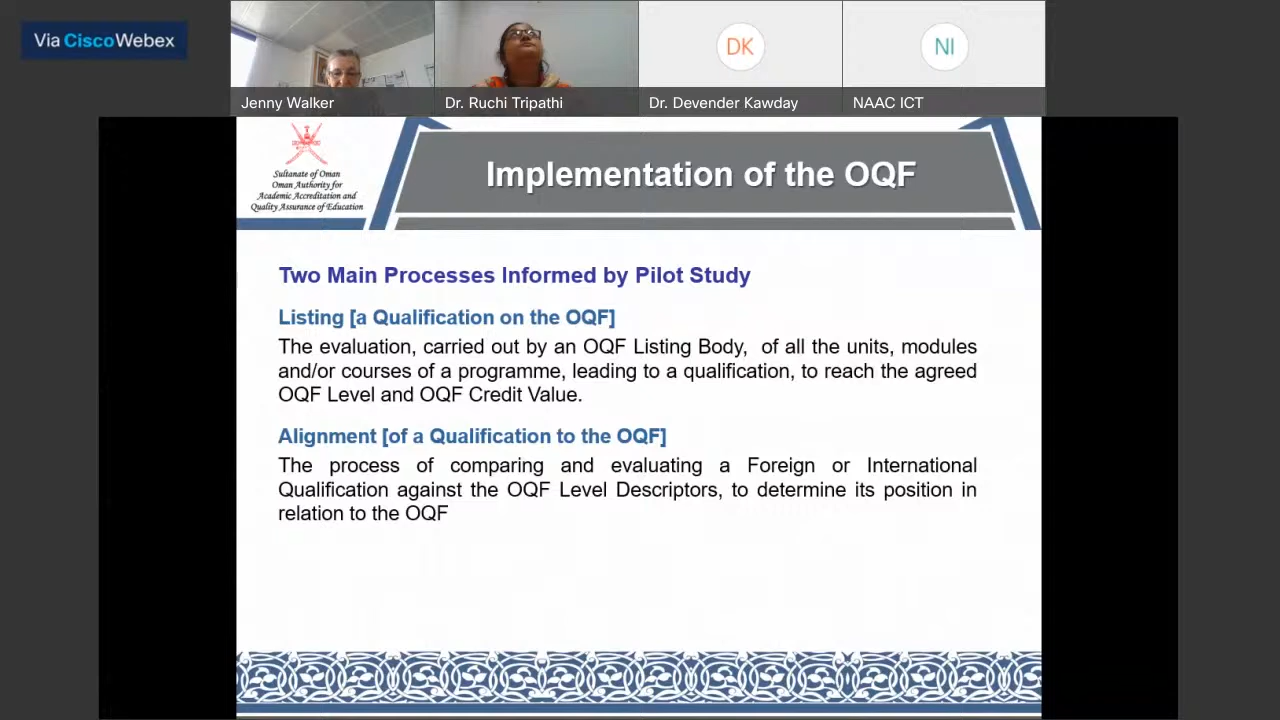 Via CiscoWebex
Jenny Walker
Dr. Ruchi Tripathi
DK
Dr. Devender Kawday
NI
NAAC ICT
Sultanate of Oman
Oman Authority for
Academic Accreditation and
Quality Assurance of Education
Implementation of the OQF
Two Main Processes Informed by Pilot Study
Listing [a Qualification on the OQF]
The evaluation, carried out by an OQF Listing Body, of all the units, modules
and/or courses of a programme, leading to a qualification, to reach the agreed
OQF Level and OQF Credit Value.
Alignment [of a Qualification to the OQF]
The process of comparing and evaluating a Foreign or International
Qualification against the OQF Level Descriptors, to determine its position in
relation to the OQF